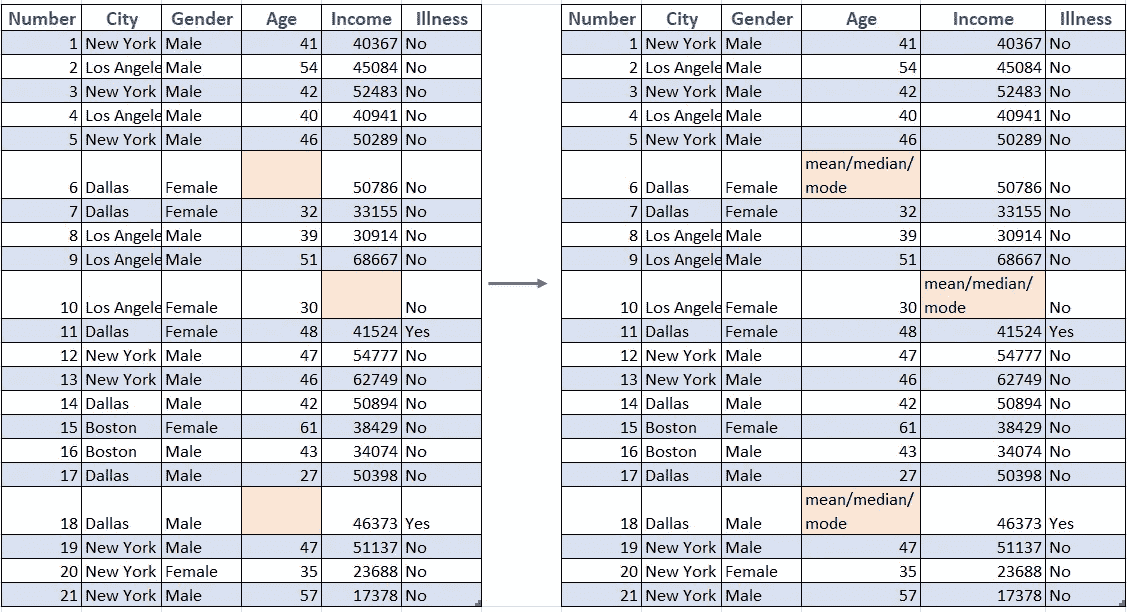 Number City Gender Age Income Illness
1 New York Male 41 40367 No
2 Los Angele Male 54 45084 No
3 New York Male 42 52483 No
4 Los Angele Male 40 40941 No
5 New York Male 46 50289 No
6 Dallas Female 50786 No
7 Dallas Female 32 33155 No
8 Los Angele Male 39 30914 No
9 Los Angele Male 51 68667 No
10 Los Angele Female 30 No
11 Dallas Female 48 41524 Yes
12 New York Male 47 54777 No
13 New York Male 46 62749 No
14 Dallas Male 42 50894 No
15 Boston Female 61 38429 No
16 Boston Male 43 34074 No
17 Dallas Male 27 50398 No
18 Dallas Male 46373 Yes
19 New York Male 47 51137 No
20 New York Female 35 23688 No
21 New York Male 57 17378 No
Number City Gender Age Income Illness
1 New York Male 41 40367 No
2 Los Angele Male 54 45084 No
3 New York Male 42 52483 No
4 Los Angele Male 40 40941 No
5 New York Male 46 50289 No
mean/median/
6 Dallas Female mode 50786 No
7 Dallas Female 32 33155 No
8 Los Angele Male 39 30914 No
9 Los Angele Male 51 68667 No
mean/median/
10 Los Angele Female 30 mode No
11 Dallas Female 48 41524 Yes
12 New York Male 47 54777 No
13 New York Male 46 62749 No
14 Dallas Male 42 50894 No
15 Boston Female 61 38429 No
16 Boston Male 43 34074 No
17 Dallas Male 27 50398 No
mean/median/
18 Dallas Male mode 46373 Yes
19 New York Male 47 51137 No
20 New York Female 35 23688 No
21 New York Male 57 17378 No